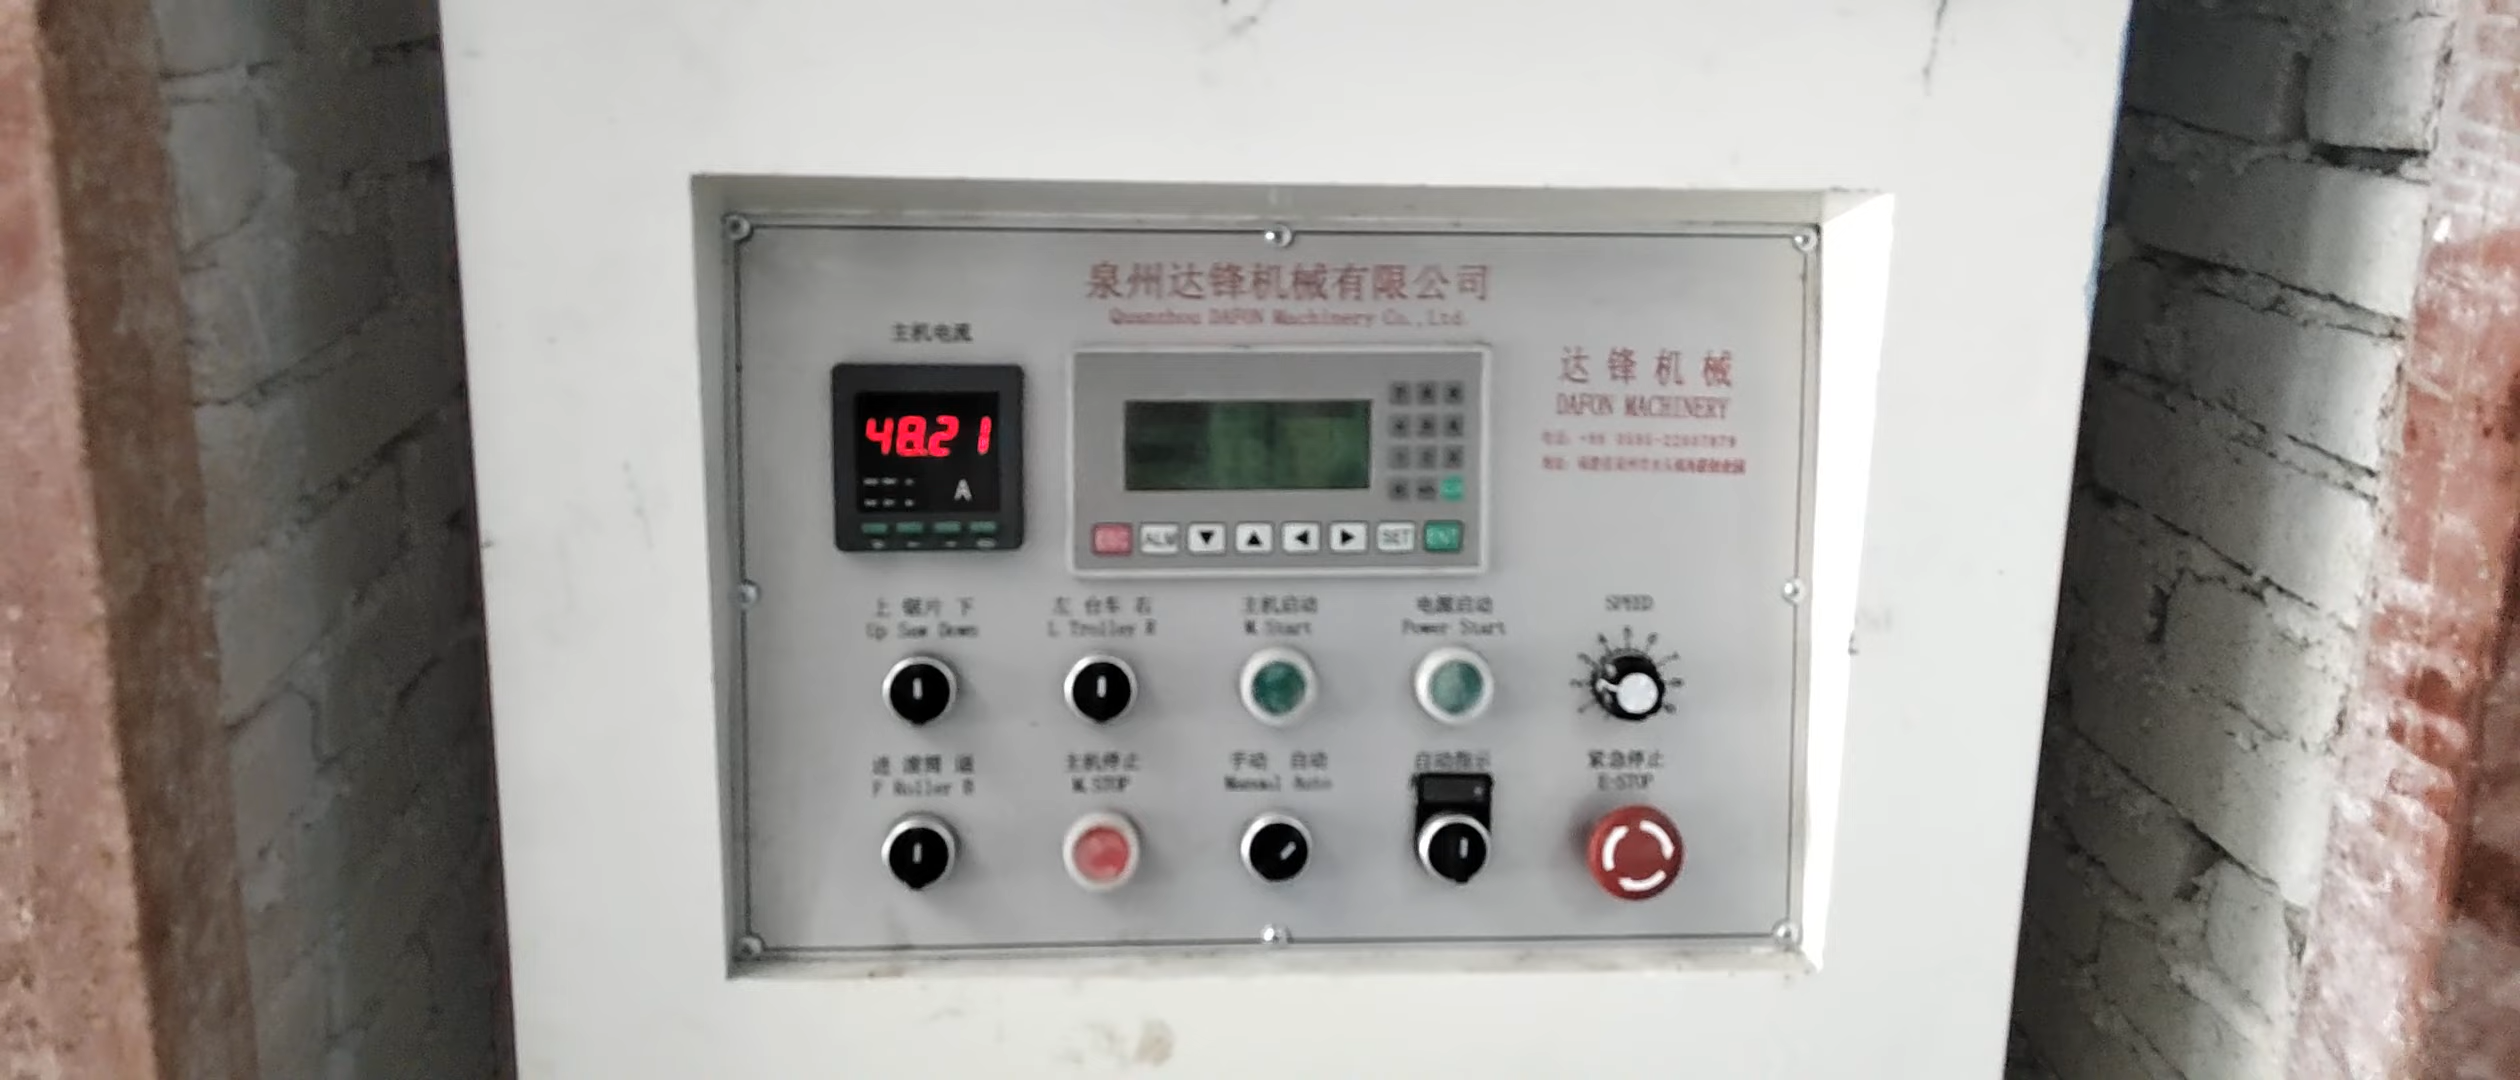 泉州达锋机械有限公司
Quanzhou DAFON Machinery Co.,Ltd.
主机电流
48.21
A
达锋机械
DAFON MACHINERY
ESC ALM ▼ ▲ ◀ ▶ SET ENT
上 锯片 下
Up Saw Down
左 台车 右
L Trolley R
主机启动
M.Start
电源启动
Power Start
SPEED
进 滚筒 退
F Roller B
主机停止
M.STOP
手动 自动
Manual Auto
自动指示
紧急停止
E-STOP